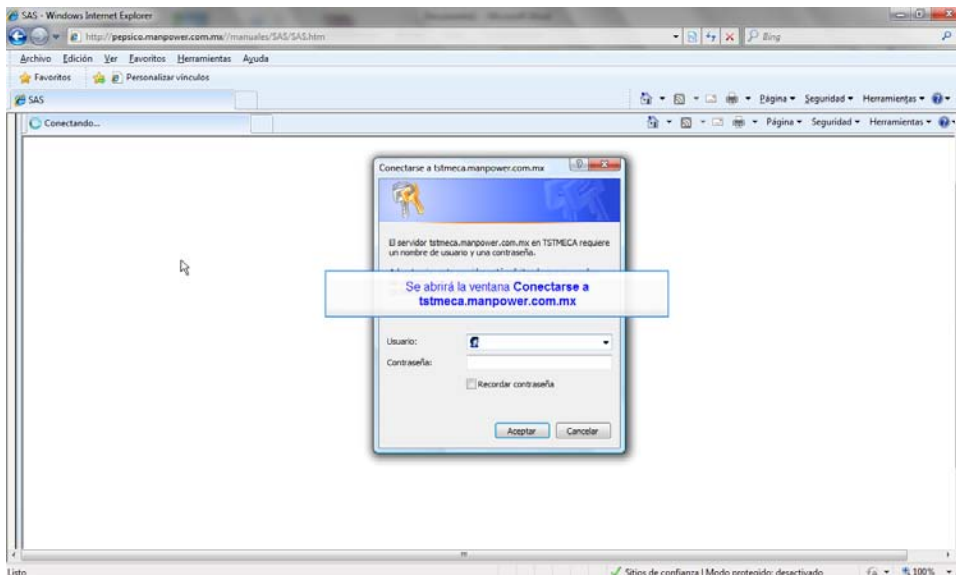 SAS - Windows Internet Explorer
http://pepsico.manpower.com.mx//manuales/SAS/SAS.htm
Bing
Archivo Edición Ver Favoritos Herramientas Ayuda
Favoritos Personalizar vínculos
SAS
Página Seguridad Herramientas
Conectando...
Página Seguridad Herramientas
Conectarse a tstmeca.manpower.com.mx
El servidor tstmeca.manpower.com.mx en TSTMECA requiere
un nombre de usuario y una contraseña.
Se abrirá la ventana Conectarse a
tstmeca.manpower.com.mx
Usuario:
Contraseña:
Recordar contraseña
Aceptar Cancelar
Listo
Sitios de confianza | Modo protegido: desactivado
100%